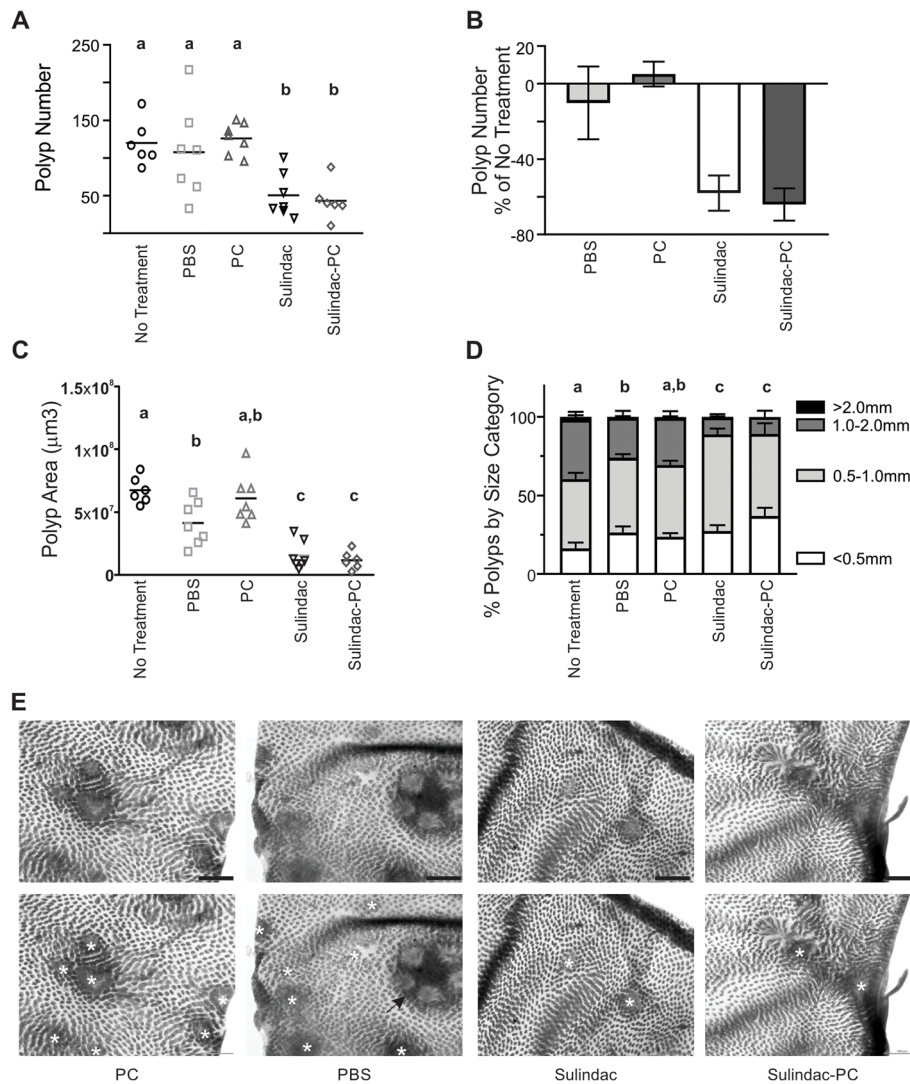 A
250
150
50
Polyp Number
a
a
a
b
b
No Treatment
PBS
PC
Sulindac
Sulindac-PC
B
20
0
-40
-80
Polyp Number
% of No Treatment
PBS
PC
Sulindac
Sulindac-PC
C
1.5x10⁸
1x10⁸
5x10⁷
0
Polyp Area (μm3)
a
b
a,b
c
c
No Treatment
PBS
PC
Sulindac
Sulindac-PC
D
100
50
0
% Polyps by Size Category
a
b
a,b
c
c
>2.0mm
1.0-2.0mm
0.5-1.0mm
<0.5mm
No Treatment
PBS
PC
Sulindac
Sulindac-PC
E
PC
PBS
Sulindac
Sulindac-PC